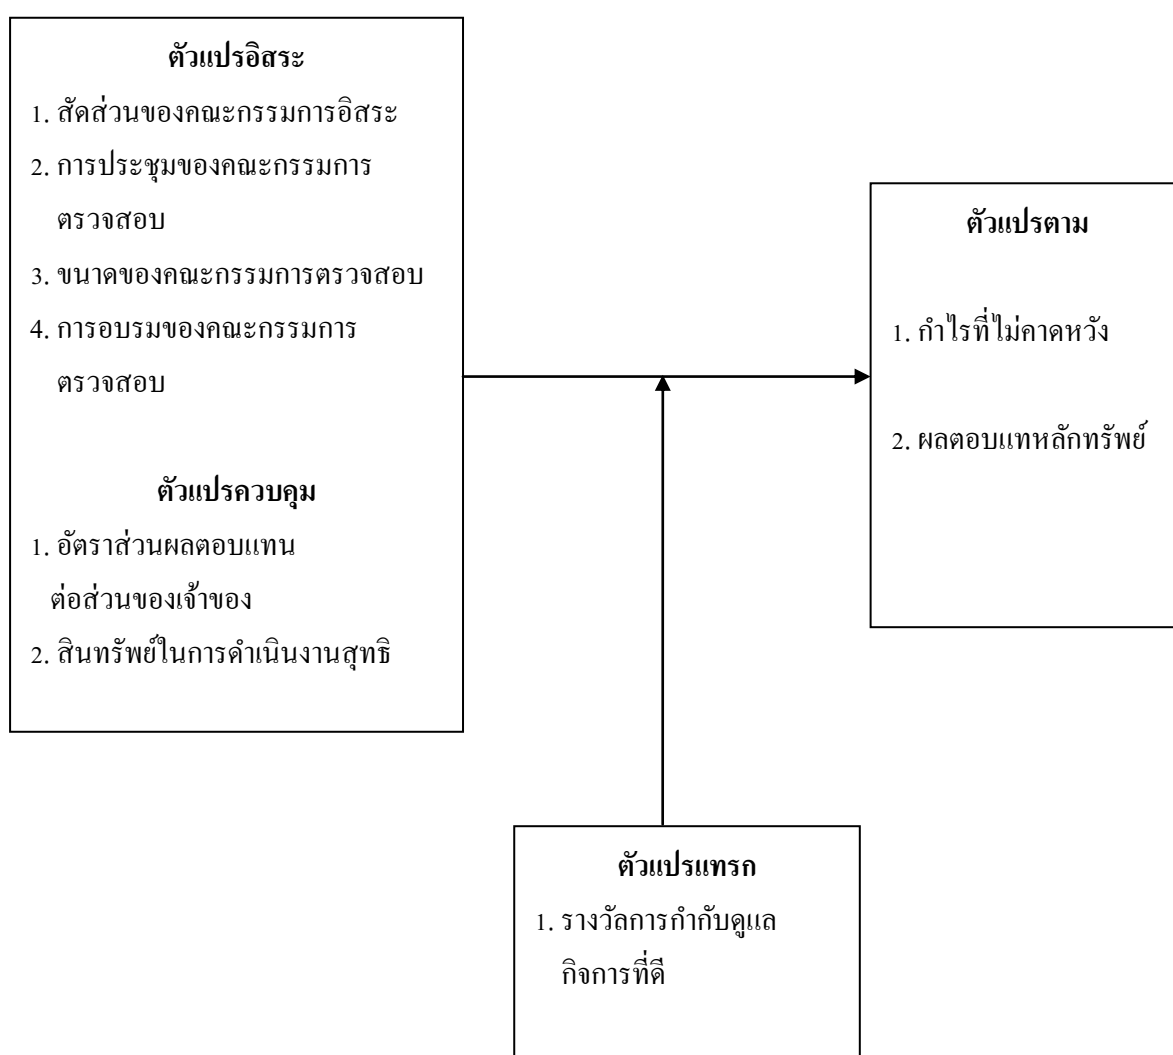 ตัวแปรอิสระ
1. สัดส่วนของคณะกรรมการอิสระ
2. การประชุมของคณะกรรมการ
ตรวจสอบ
3. ขนาดของคณะกรรมการตรวจสอบ
4. การอบรมของคณะกรรมการ
ตรวจสอบ
ตัวแปรควบคุม
1. อัตราส่วนผลตอบแทน
ต่อส่วนของเจ้าของ
2. สินทรัพย์ในการดำเนินงานสุทธิ
ตัวแปรตาม
1. กำไรที่ไม่คาดหวัง
2. ผลตอบแทหลักทรัพย์
ตัวแปรแทรก
1. รางวัลการกำกับดูแล
กิจการที่ดี